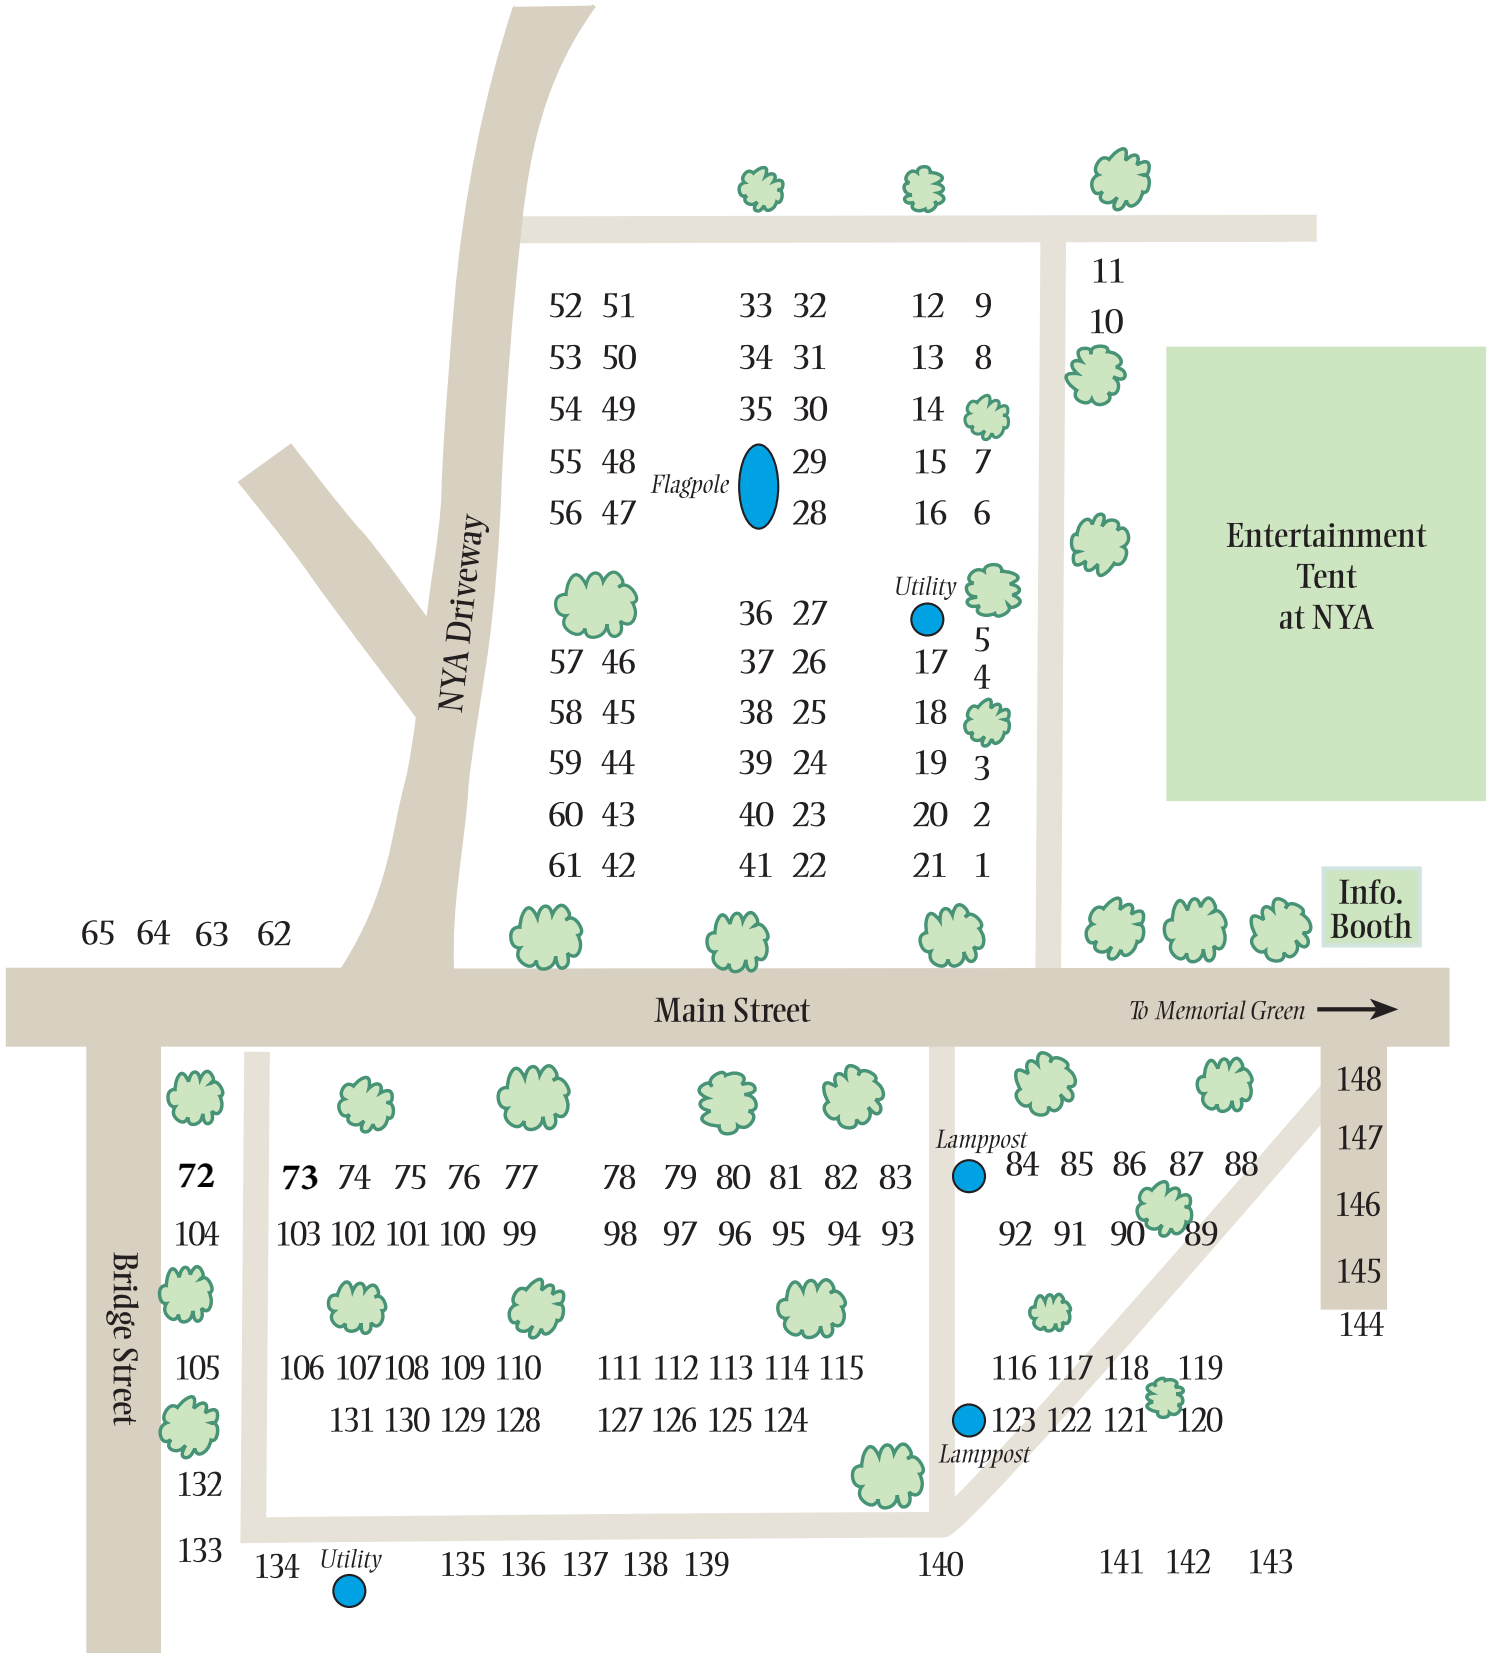 11
52 51 33 32 12 9
10
53 50 34 31 13 8
54 49 35 30 14
55 48 29 15 7
Flagpole
56 47 28 16 6
Entertainment
Tent
at NYA
NYA Driveway
Utility
36 27
5
57 46 37 26 17
4
58 45 38 25 18
59 44 39 24 19 3
60 43 40 23 20 2
61 42 41 22 21 1
Info.
Booth
65 64 63 62
Main Street
To Memorial Green
148
Lamppost
147
84 85 86 87 88
72 73 74 75 76 77 78 79 80 81 82 83
146
104 103 102 101 100 99 98 97 96 95 94 93 92 91 90 89
145
144
Bridge Street
105 106 107 108 109 110 111 112 113 114 115 116 117 118 119
131 130 129 128 127 126 125 124 123 122 121 120
Lamppost
132
133
134 Utility 135 136 137 138 139 140 141 142 143